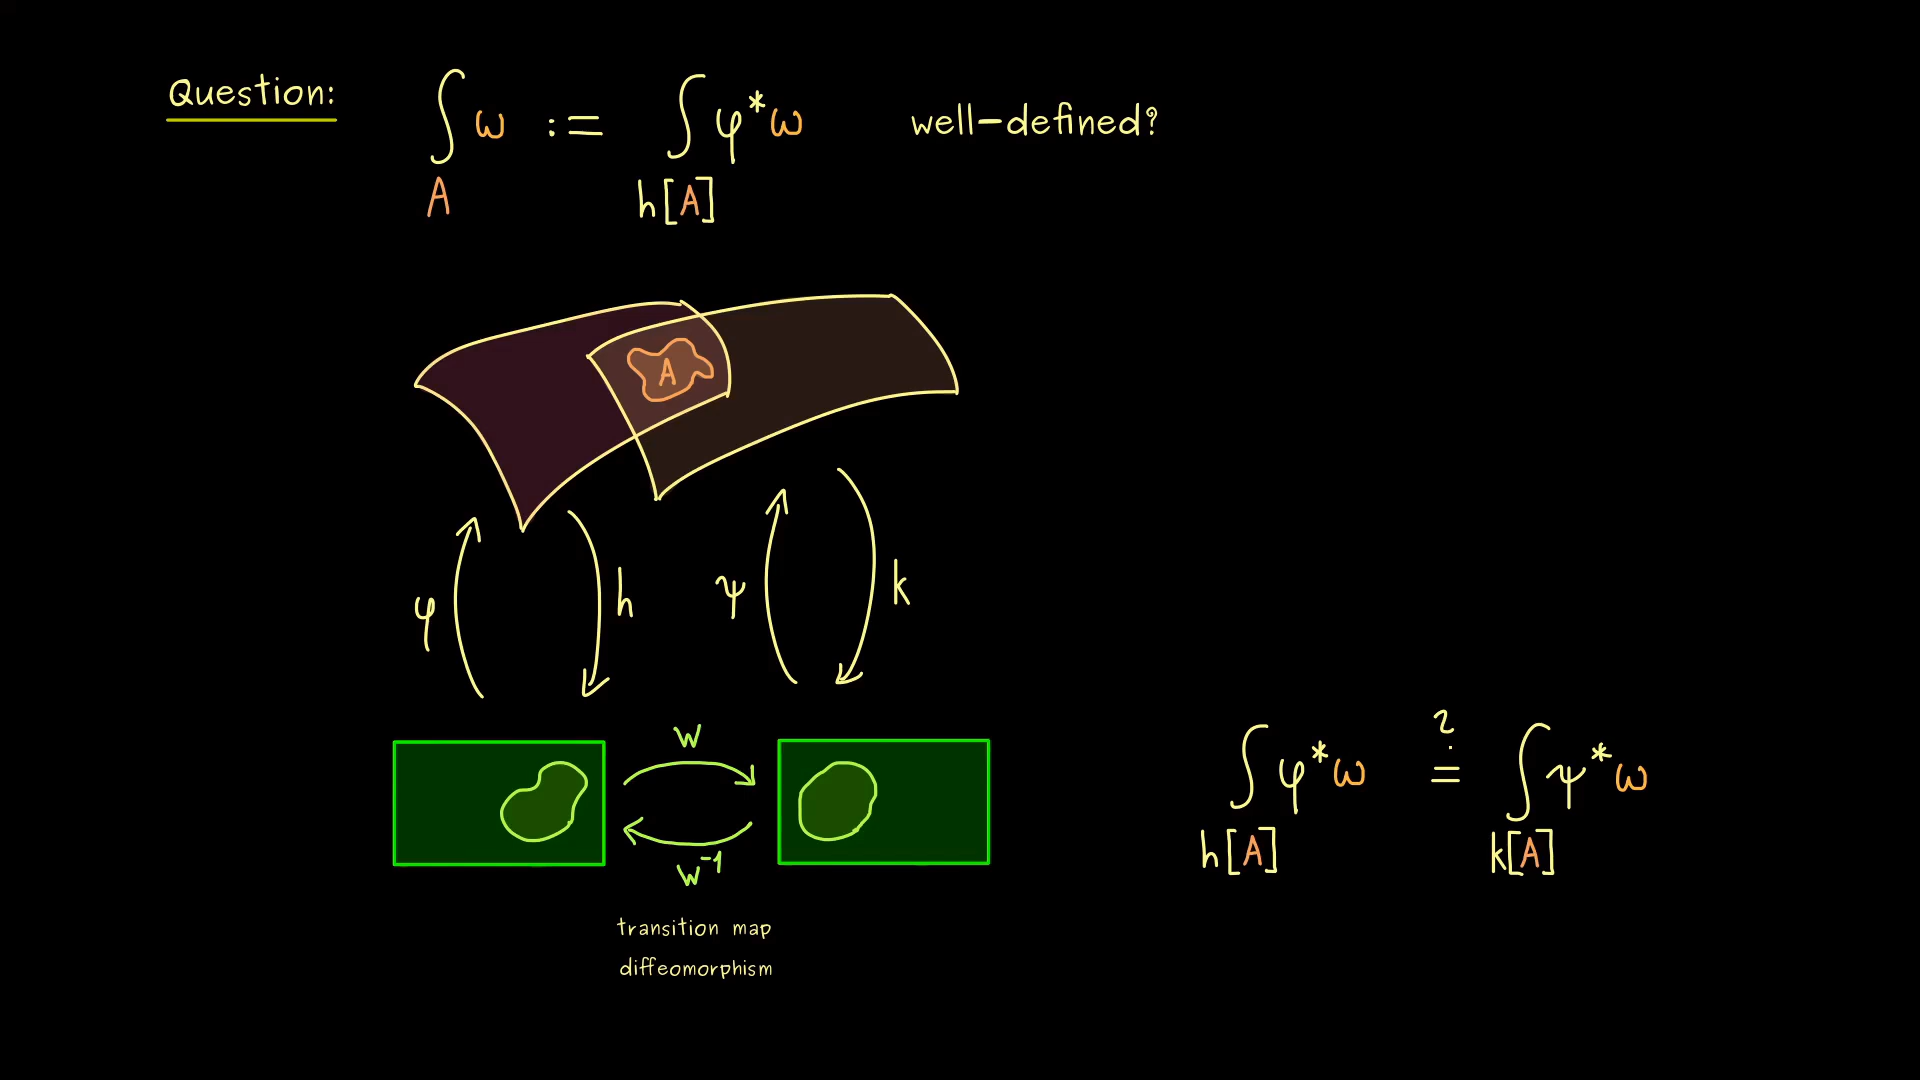 Question: ∫_A ω := ∫_{h[A]} φ*ω well-defined?
A
φ h ψ k
w
w⁻¹
∫_{h[A]} φ*ω ≟ ∫_{k[A]} ψ*ω
transition map
diffeomorphism